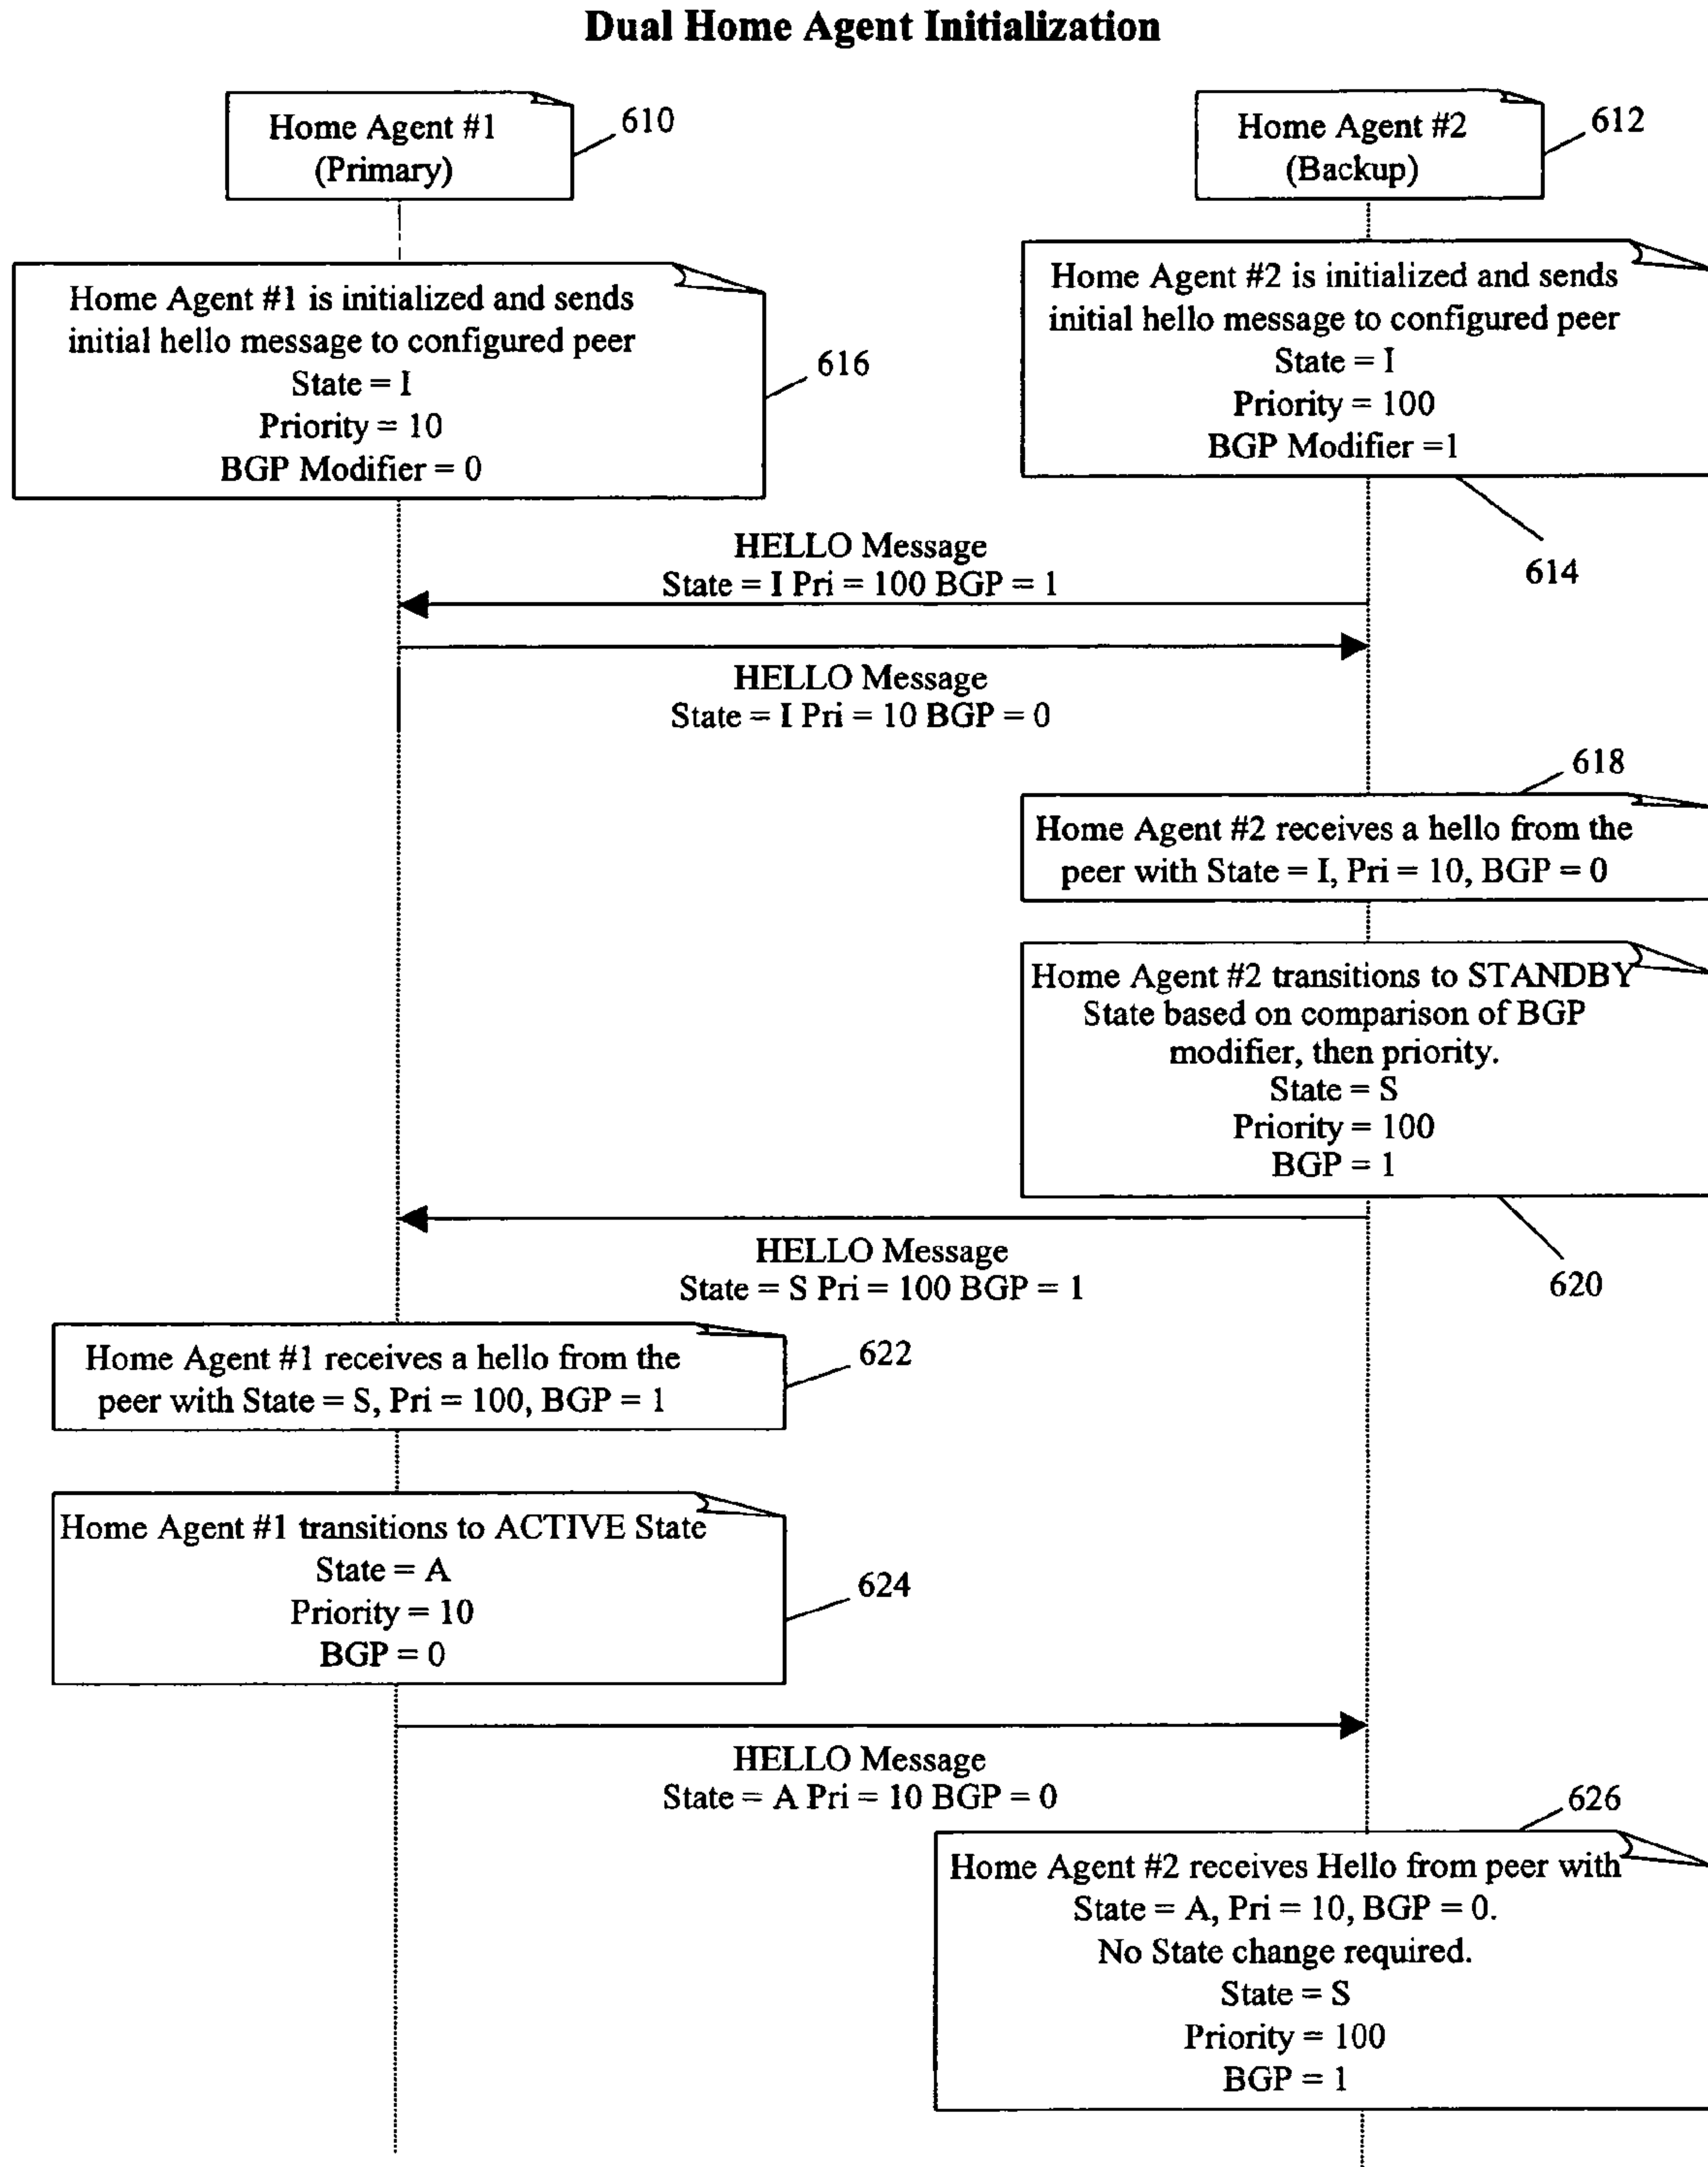 Dual Home Agent Initialization
Home Agent #1
(Primary)
610
Home Agent #2
(Backup)
612
Home Agent #1 is initialized and sends
initial hello message to configured peer
State = I
Priority = 10
BGP Modifier = 0
616
Home Agent #2 is initialized and sends
initial hello message to configured peer
State = I
Priority = 100
BGP Modifier =1
614
HELLO Message
State = I Pri = 100 BGP = 1
HELLO Message
State = I Pri = 10 BGP = 0
618
Home Agent #2 receives a hello from the
peer with State = I, Pri = 10, BGP = 0
Home Agent #2 transitions to STANDBY
State based on comparison of BGP
modifier, then priority.
State = S
Priority = 100
BGP = 1
620
HELLO Message
State = S Pri = 100 BGP = 1
Home Agent #1 receives a hello from the
peer with State = S, Pri = 100, BGP = 1
622
Home Agent #1 transitions to ACTIVE State
State = A
Priority = 10
BGP = 0
624
HELLO Message
State = A Pri = 10 BGP = 0
626
Home Agent #2 receives Hello from peer with
State = A, Pri = 10, BGP = 0.
No State change required.
State = S
Priority = 100
BGP = 1